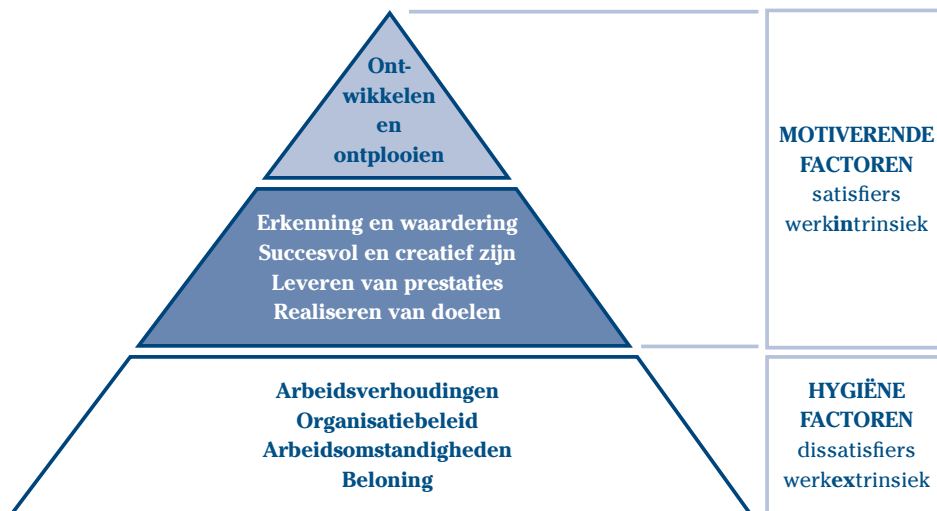 Ont-
wikkelen
en
ontplooien
Erkenning en waardering
Succesvol en creatief zijn
Leveren van prestaties
Realiseren van doelen
Arbeidsverhoudingen
Organisatiebeleid
Arbeidsomstandigheden
Beloning
MOTIVERENDE
FACTOREN
satisfiers
werkintrinsiek
HYGIËNE
FACTOREN
dissatisfiers
werkextrinsiek